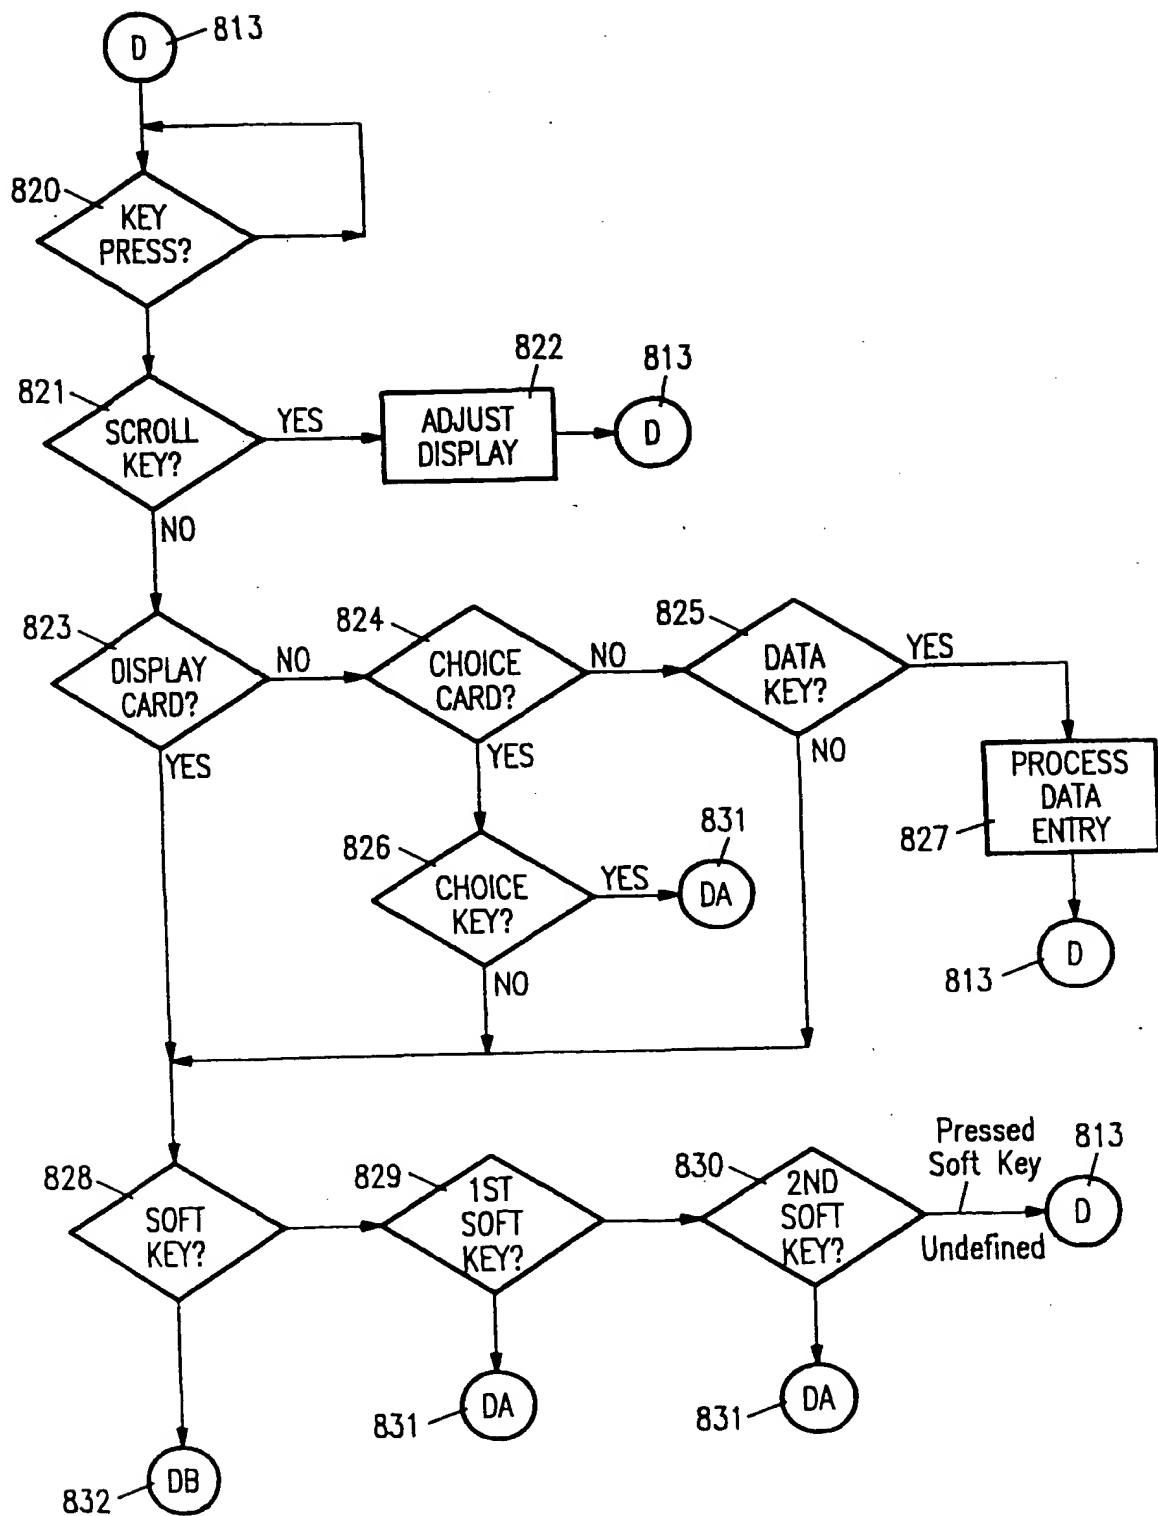 D
813
820
KEY
PRESS?
821
SCROLL
KEY?
YES
822
ADJUST
DISPLAY
813
D
NO
823
DISPLAY
CARD?
NO
824
CHOICE
CARD?
NO
825
DATA
KEY?
YES
YES
YES
NO
PROCESS
DATA
ENTRY
827
826
CHOICE
KEY?
YES
831
DA
NO
D
813
828
SOFT
KEY?
829
1ST
SOFT
KEY?
830
2ND
SOFT
KEY?
Pressed
Soft Key
Undefined
813
D
DB
832
DA
831
DA
831